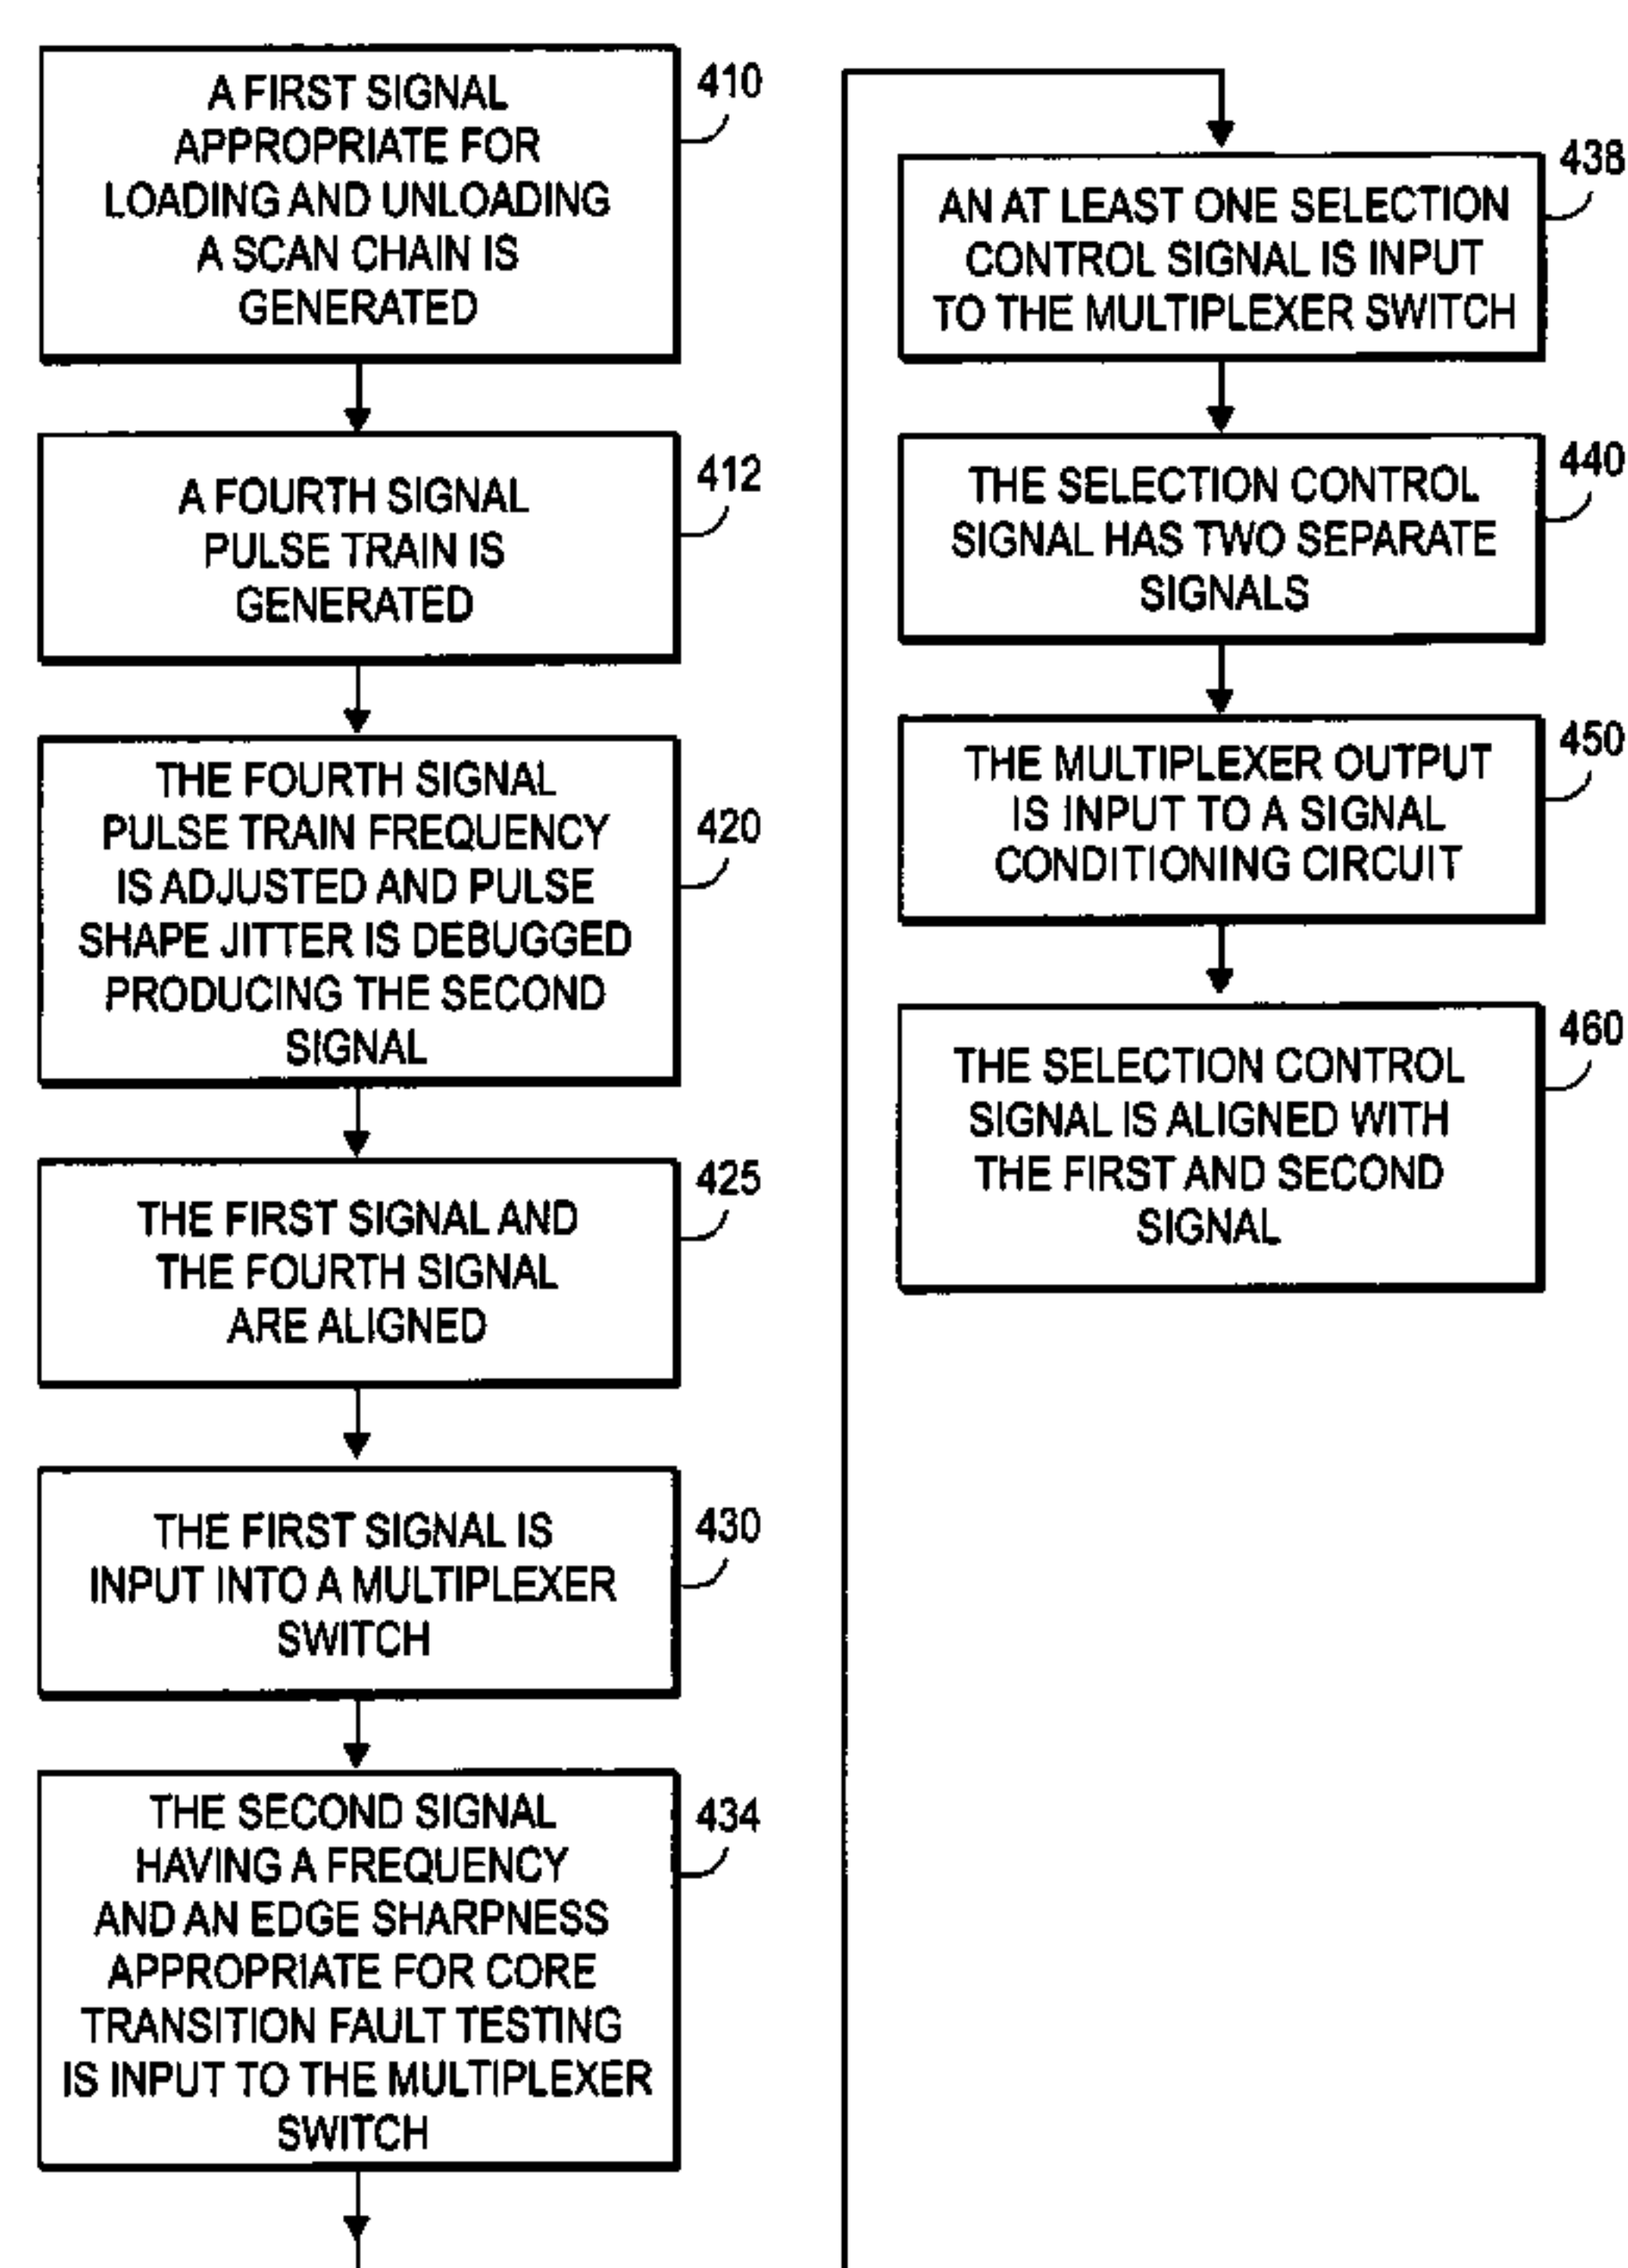 A FIRST SIGNAL
APPROPRIATE FOR
LOADING AND UNLOADING
A SCAN CHAIN IS
GENERATED
410
A FOURTH SIGNAL
PULSE TRAIN IS
GENERATED
412
THE FOURTH SIGNAL
PULSE TRAIN FREQUENCY
IS ADJUSTED AND PULSE
SHAPE JITTER IS DEBUGGED
PRODUCING THE SECOND
SIGNAL
420
THE FIRST SIGNAL AND
THE FOURTH SIGNAL
ARE ALIGNED
425
THE FIRST SIGNAL IS
INPUT INTO A MULTIPLEXER
SWITCH
430
THE SECOND SIGNAL
HAVING A FREQUENCY
AND AN EDGE SHARPNESS
APPROPRIATE FOR CORE
TRANSITION FAULT TESTING
IS INPUT TO THE MULTIPLEXER
SWITCH
434
AN AT LEAST ONE SELECTION
CONTROL SIGNAL IS INPUT
TO THE MULTIPLEXER SWITCH
438
THE SELECTION CONTROL
SIGNAL HAS TWO SEPARATE
SIGNALS
440
THE MULTIPLEXER OUTPUT
IS INPUT TO A SIGNAL
CONDITIONING CIRCUIT
450
THE SELECTION CONTROL
SIGNAL IS ALIGNED WITH
THE FIRST AND SECOND
SIGNAL
460